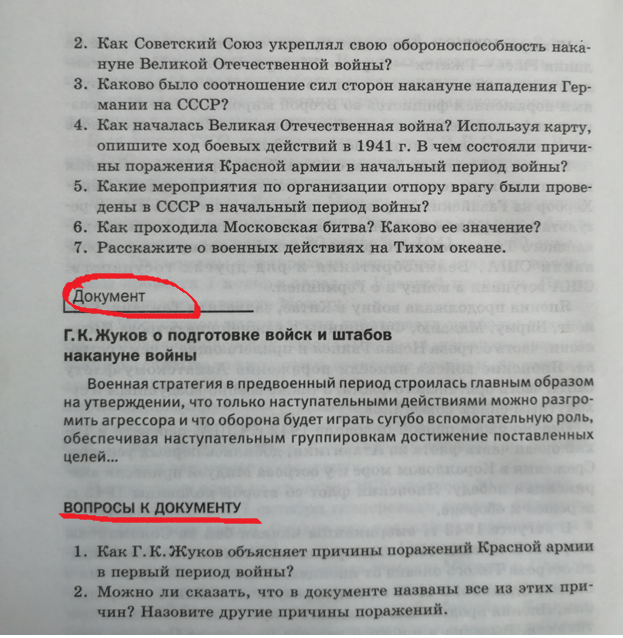 2. Как Советский Союз укреплял свою обороноспособность нака-
нуне Великой Отечественной войны?
3. Каково было соотношение сил сторон накануне нападения Гер-
мании на СССР?
4. Как началась Великая Отечественная война? Используя карту,
опишите ход боевых действий в 1941 г. В чем состояли причи-
ны поражения Красной армии в начальный период войны?
5. Какие мероприятия по организации отпору врагу были прове-
дены в СССР в начальный период войны?
6. Как проходила Московская битва? Каково ее значение?
7. Расскажите о военных действиях на Тихом океане.
Документ
Г. К. Жуков о подготовке войск и штабов
накануне войны
Военная стратегия в предвоенный период строилась главным образом
на утверждении, что только наступательными действиями можно разгро-
мить агрессора и что оборона будет играть сугубо вспомогательную роль,
обеспечивая наступательным группировкам достижение поставленных
целей...
ВОПРОСЫ К ДОКУМЕНТУ
1. Как Г. К. Жуков объясняет причины поражений Красной армии
в первый период войны?
2. Можно ли сказать, что в документе названы все из этих при-
чин? Назовите другие причины поражений.